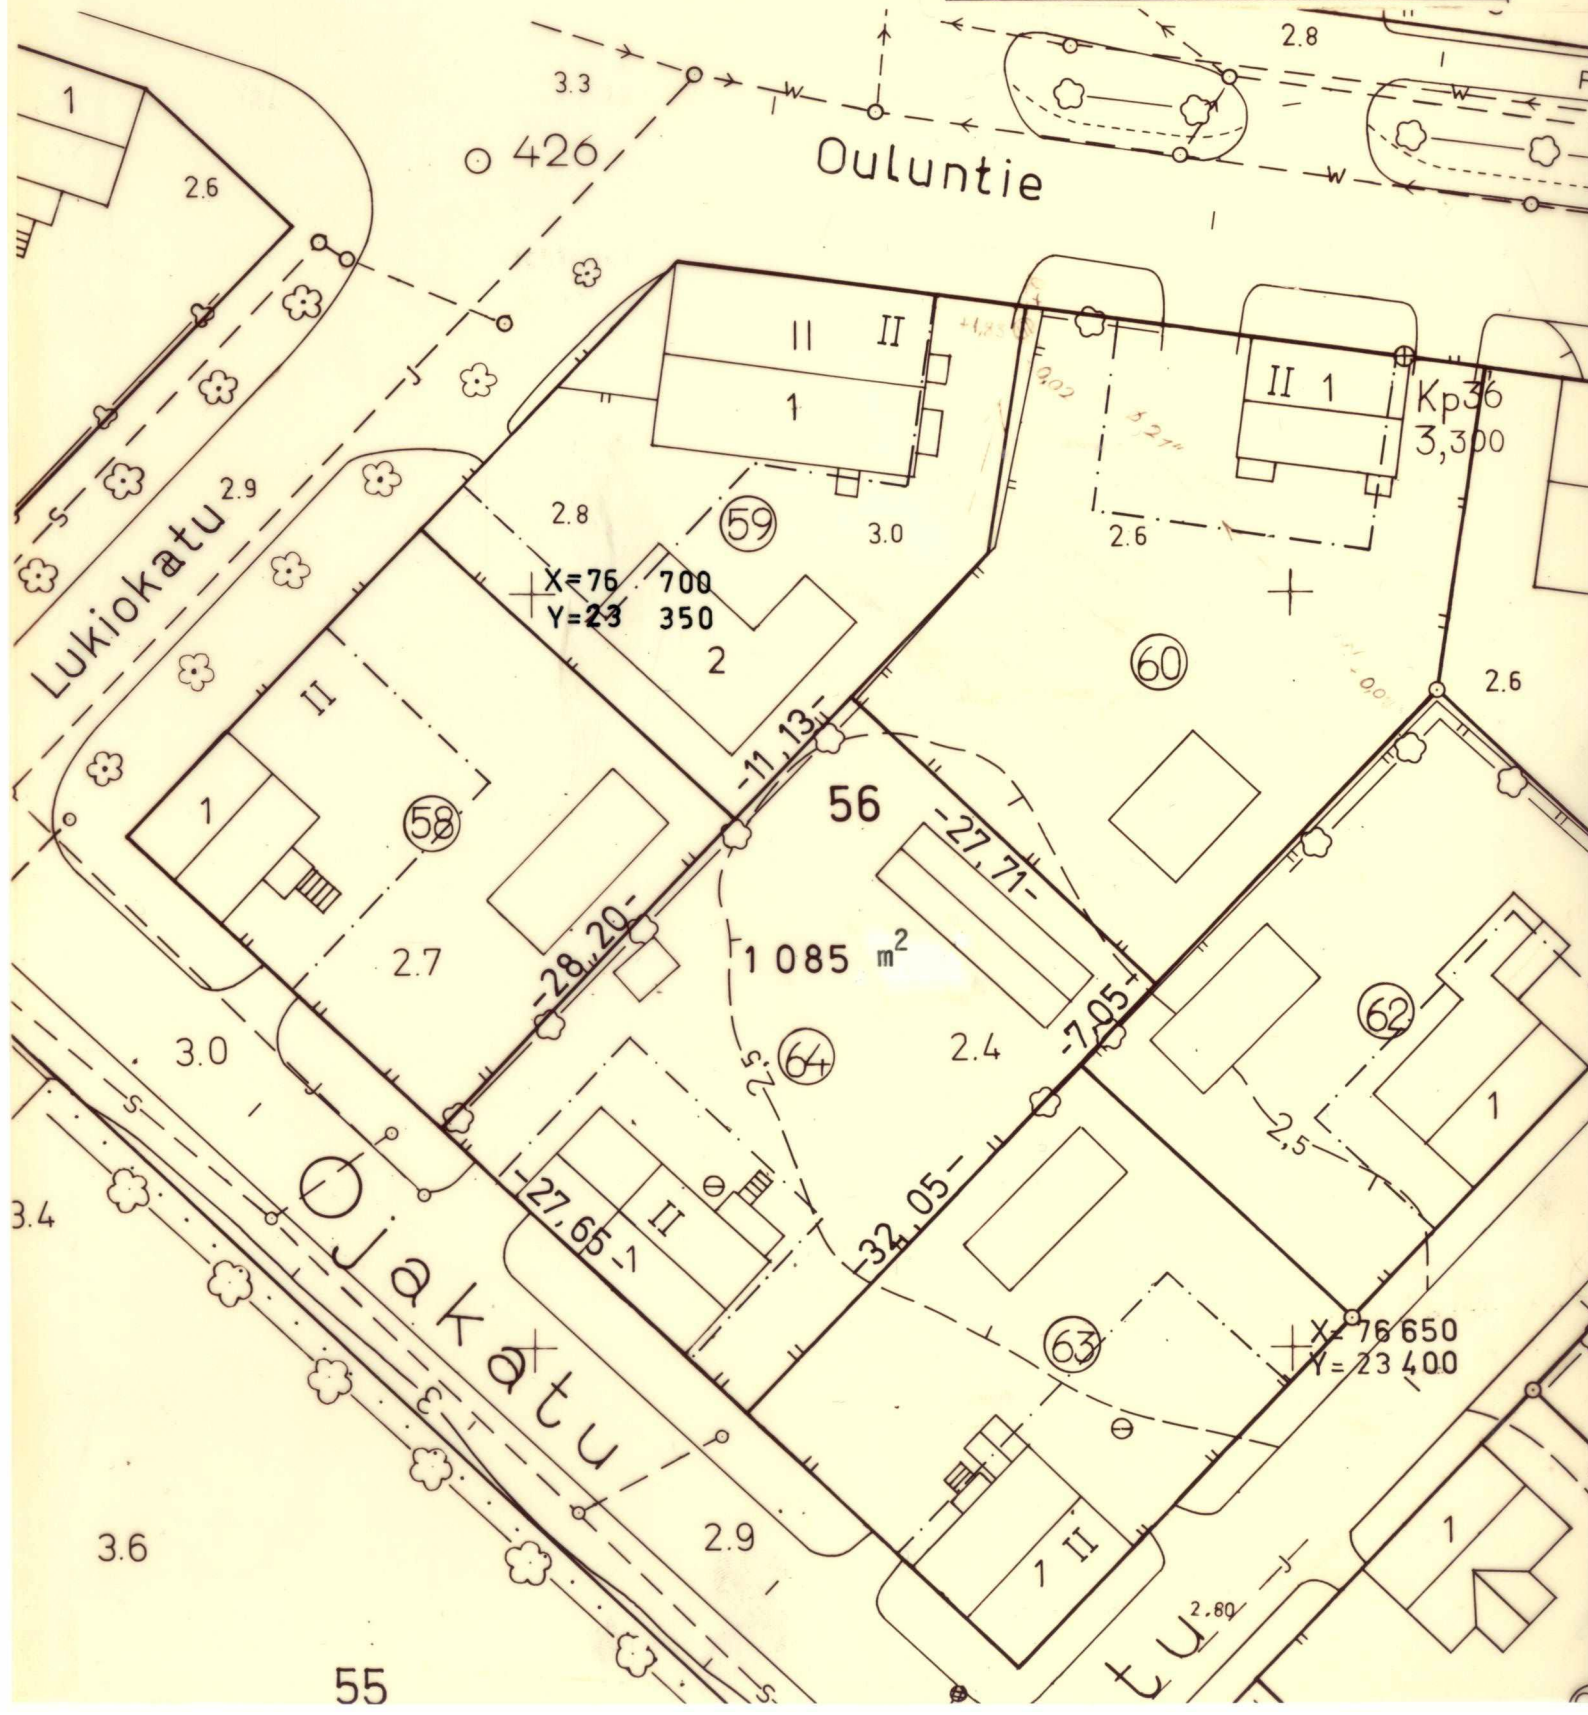 2.8
3.3
1
426
2.6
Ouluntie
W
W
W
II
II
II 1
Kp36
3,300
1
2.9
2.8
59
3.0
2.6
Lukiokatu
X=76 700
Y=23 350
2
60
2.6
II
-11,13-
56
1
58
-27,71-
-28,20-
2.7
1 085 m²
62
3.0
2.4
-7,05-
64
2,5
1
2,5
3.4
-27,65-
1
II
-32,05-
Ojakatu
63
X= 76 650
Y= 23 400
3.6
2.9
1
II
1
2.80
tu
55